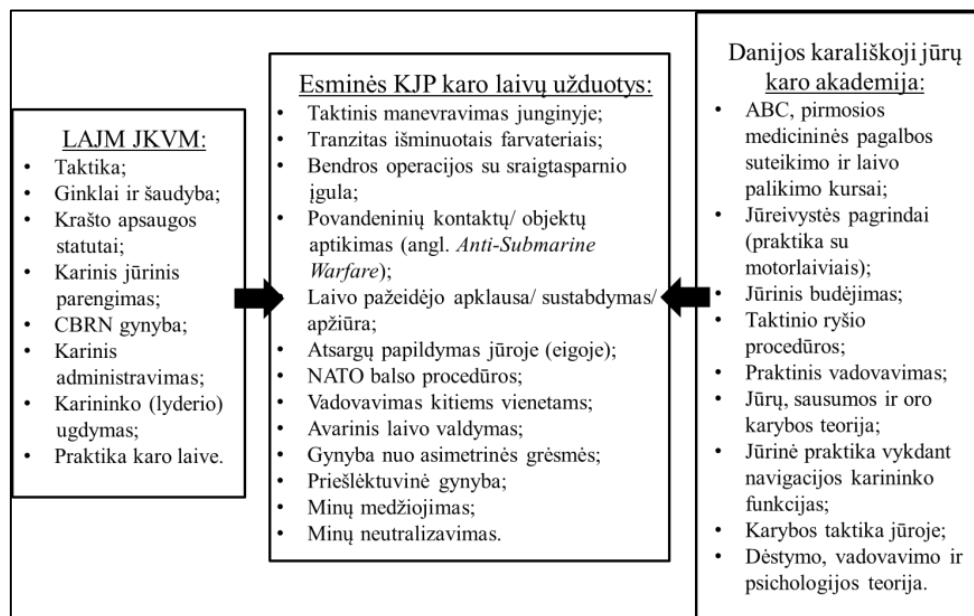 LAJM JKVM:
• Taktika;
• Ginklai ir šaudyba;
• Krašto apsaugos
statutai;
• Karinis jūrinis
parengimas;
• CBRN gynyba;
• Karinis
administravimas;
• Karininko (lyderio)
ugdymas;
• Praktika karo laive.
Esminės KJP karo laivų užduotys:
• Taktinis manevravimas junginyje;
• Tranzitas išminuotais farvateriais;
• Bendros operacijos su sraigtasparnio
įgula;
• Povandeninių kontaktų/ objektų
aptikimas (angl. Anti-Submarine
Warfare);
• Laivo pažeidėjo apklausa/ sustabdymas/
apžiūra;
• Atsargų papildymas jūroje (eigoje);
• NATO balso procedūros;
• Vadovavimas kitiems vienetams;
• Avarinis laivo valdymas;
• Gynyba nuo asimetrinės grėsmės;
• Priešlėktuvinė gynyba;
• Minų medžiojimas;
• Minų neutralizavimas.
Danijos karališkoji jūrų
karo akademija:
• ABC, pirmosios
medicininės pagalbos
suteikimo ir laivo
palikimo kursai;
• Jūreivystės pagrindai
(praktika su
motorlaiviais);
• Jūrinis budėjimas;
• Taktinio ryšio
procedūros;
• Praktinis vadovavimas;
• Jūrų, sausumos ir oro
karybos teorija;
• Jūrinė praktika vykdant
navigacijos karininko
funkcijas;
• Karybos taktika jūroje;
• Dėstymo, vadovavimo ir
psichologijos teorija.